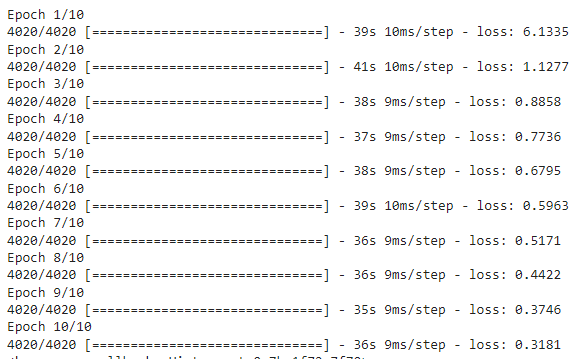 Epoch 1/10
4020/4020 [==============================] - 39s 10ms/step - loss: 6.1335
Epoch 2/10
4020/4020 [==============================] - 41s 10ms/step - loss: 1.1277
Epoch 3/10
4020/4020 [==============================] - 38s 9ms/step - loss: 0.8858
Epoch 4/10
4020/4020 [==============================] - 37s 9ms/step - loss: 0.7736
Epoch 5/10
4020/4020 [==============================] - 38s 9ms/step - loss: 0.6795
Epoch 6/10
4020/4020 [==============================] - 39s 10ms/step - loss: 0.5963
Epoch 7/10
4020/4020 [==============================] - 36s 9ms/step - loss: 0.5171
Epoch 8/10
4020/4020 [==============================] - 36s 9ms/step - loss: 0.4422
Epoch 9/10
4020/4020 [==============================] - 35s 9ms/step - loss: 0.3746
Epoch 10/10
4020/4020 [==============================] - 36s 9ms/step - loss: 0.3181